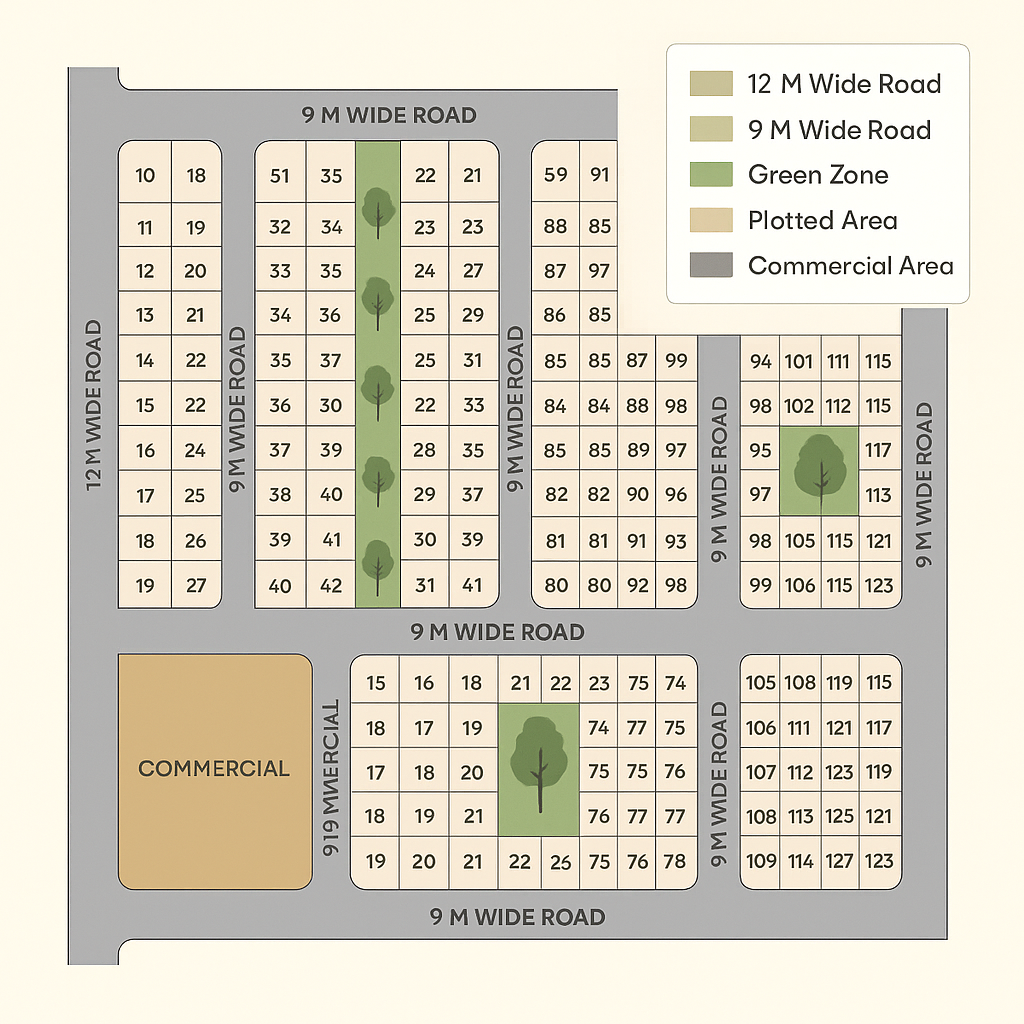 12 M Wide Road
9 M Wide Road
Green Zone
Plotted Area
Commercial Area
9 M WIDE ROAD
12 M WIDE ROAD
10 18
11 19
12 20
13 21
14 22
15 22
16 24
17 25
18 26
19 27
9 M WIDE ROAD
51 35 22 21
32 34 23 23
33 35 24 27
34 36 25 29
35 37 25 31
36 30 22 33
37 39 28 35
38 40 29 37
39 41 30 39
40 42 31 41
9 M WIDE ROAD
59 91
88 85
87 97
86 85
85 85 87 99
84 84 88 98
85 85 89 97
82 82 90 96
81 81 91 93
80 80 92 98
9 M WIDE ROAD
94 101 111 115
98 102 112 115
95 117
97 113
98 105 115 121
99 106 115 123
9 M WIDE ROAD
9 M WIDE ROAD
COMMERCIAL
15 16 18 21 22 23 75 74
18 17 19 74 77 75
17 18 20 75 75 76
18 19 21 76 77 77
19 20 21 22 26 75 76 78
9 M WIDE ROAD
105 108 119 115
106 111 121 117
107 112 123 119
108 113 125 121
109 114 127 123
9 M WIDE ROAD